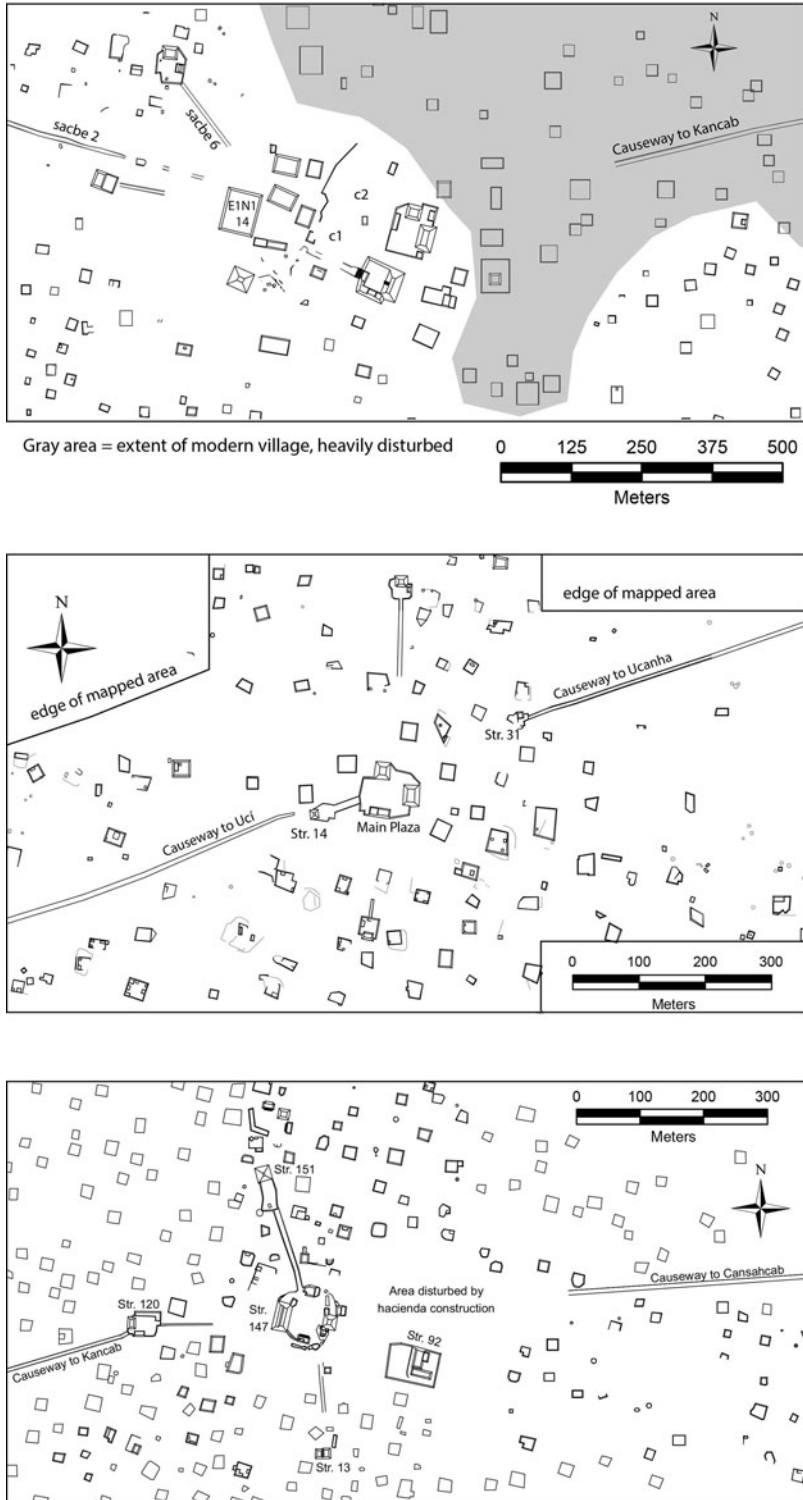 N
sacbe 2
sacbe 6
Causeway to Kancab
E1N1
14
c2
c1
Gray area = extent of modern village, heavily disturbed
0 125 250 375 500
Meters
N
edge of mapped area
edge of mapped area
Causeway to Ucanha
Str. 31
Causeway to Ucí
Str. 14
Main Plaza
0 100 200 300
Meters
0 100 200 300
Meters
N
Str. 151
Causeway to Cansahcab
Area disturbed by
hacienda construction
Str. 120
Str.
147
Str. 92
Causeway to Kancab
Str. 13